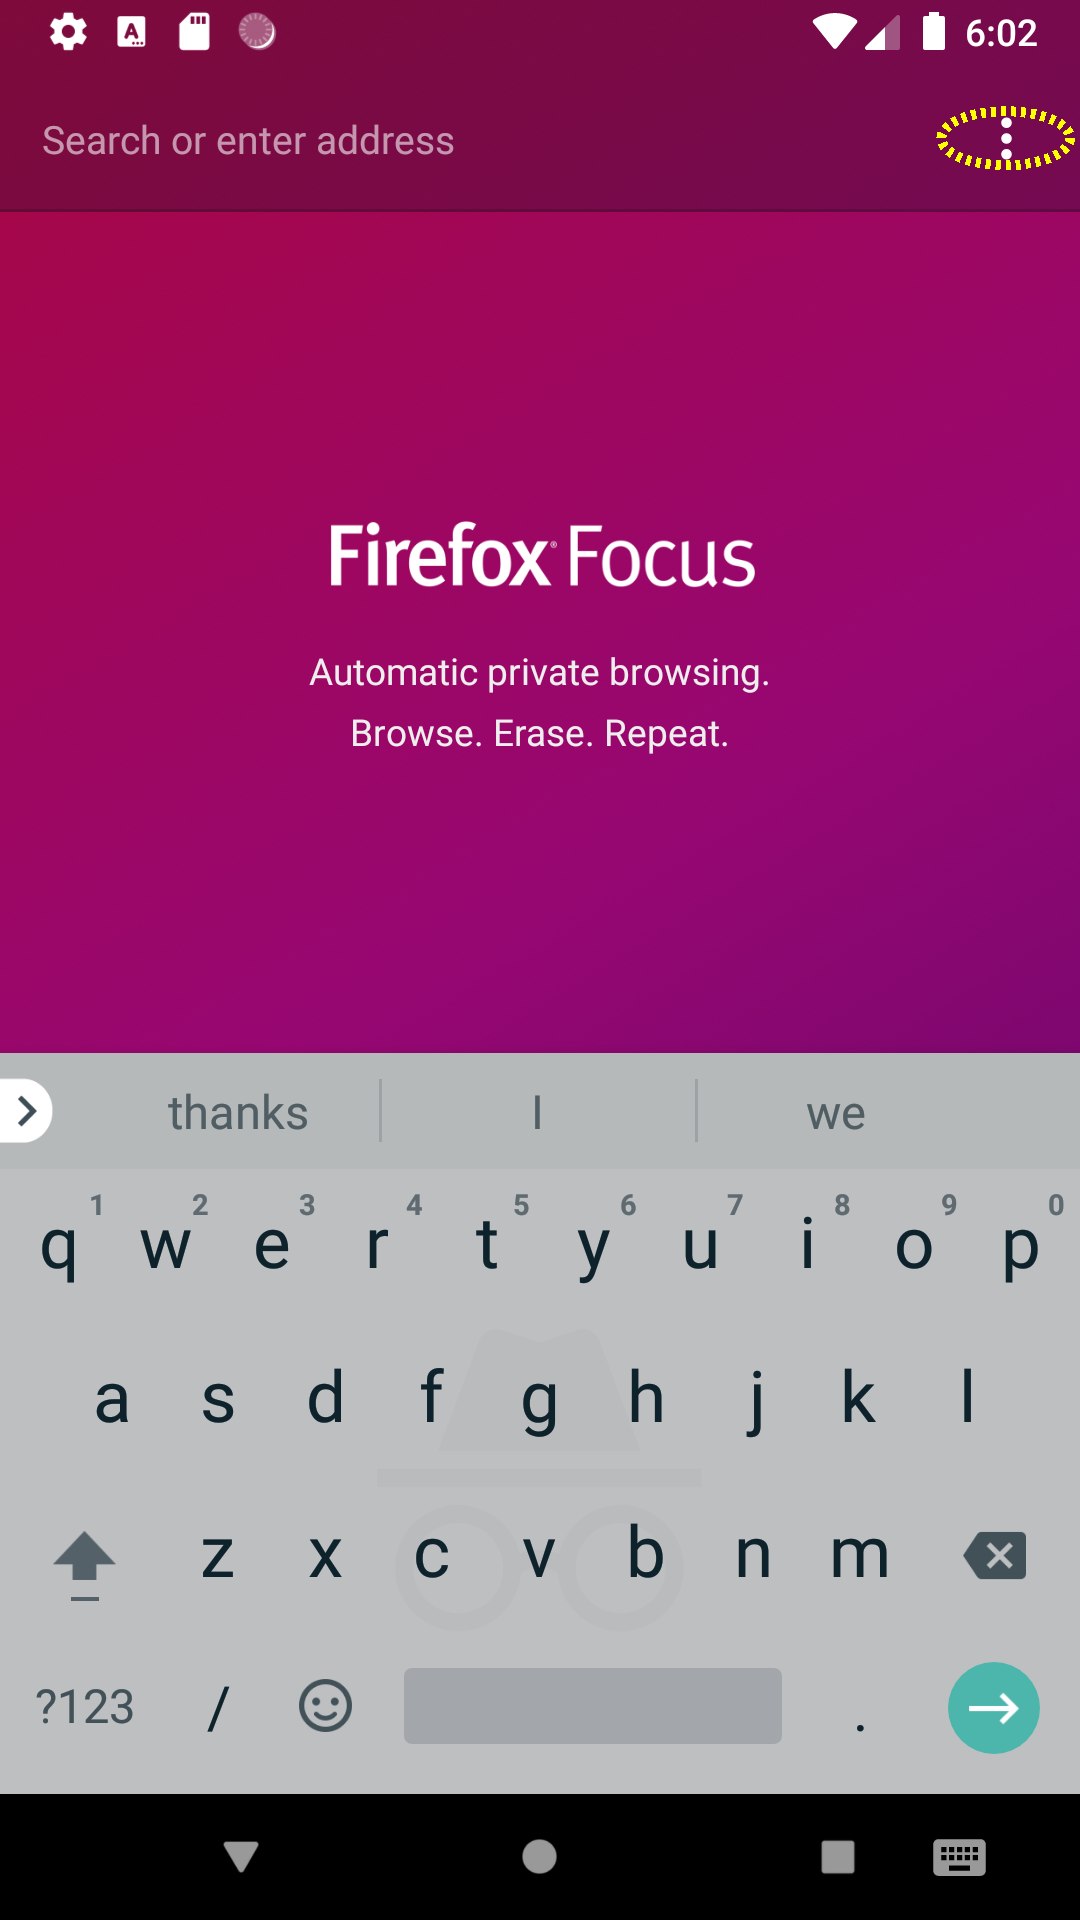 6:02
Search or enter address
Firefox Focus
Automatic private browsing.
Browse. Erase. Repeat.
thanks I we
1 2 3 4 5 6 7 8 9 0
q w e r t y u i o p
a s d f g h j k l
z x c v b n m
?123 / .